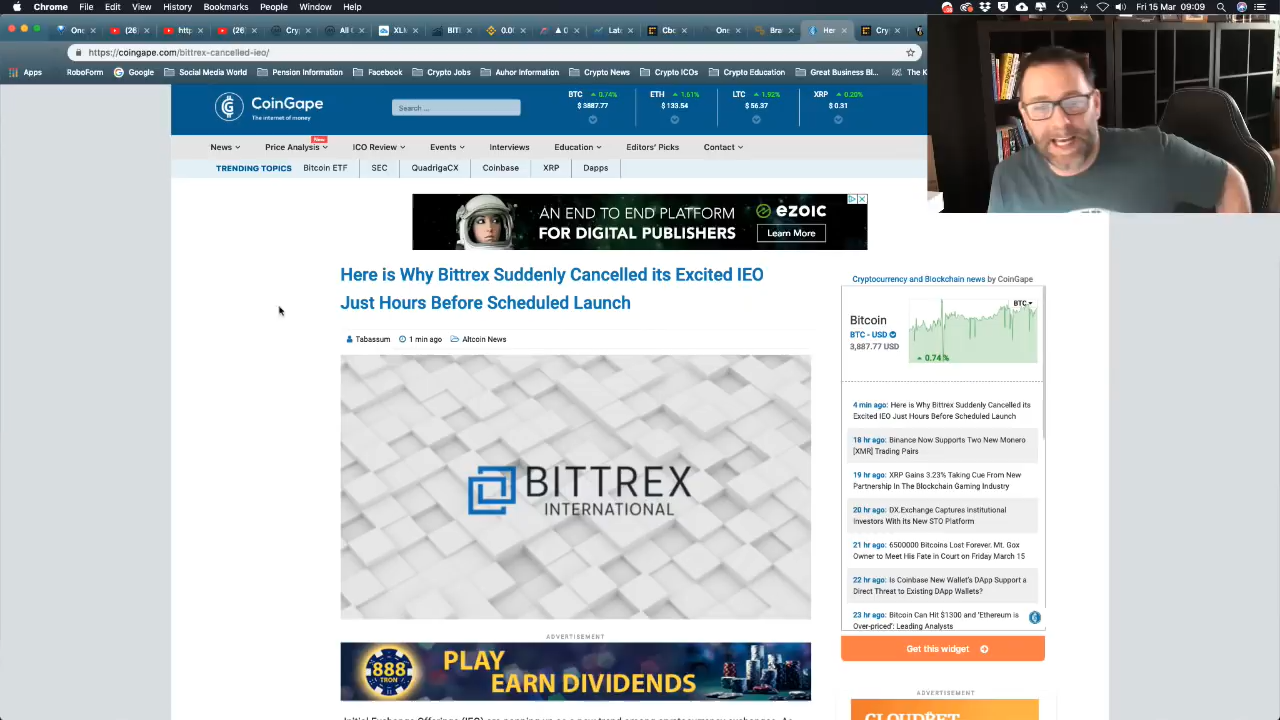 Chrome File Edit View History Bookmarks People Window Help
Fri 15 Mar 09:09
https://coingape.com/bittrex-cancelled-ieo/
Apps RoboForm Google Social Media World Pension Information Facebook Crypto Jobs Auhor Information Crypto News Crypto ICOs Crypto Education Great Business Bl... The K
CoinGape
The internet of money
Search ...
BTC 0.74% ETH 1.61% LTC 1.92% XRP 0.20%
$ 3887.77 $ 133.54 $ 56.37 $ 0.31
New
News Price Analysis ICO Review Events Interviews Education Editors' Picks Contact
TRENDING TOPICS Bitcoin ETF SEC QuadrigaCX Coinbase XRP Dapps
AN END TO END PLATFORM
FOR DIGITAL PUBLISHERS
ezoic
Learn More
Here is Why Bittrex Suddenly Cancelled its Excited IEO
Just Hours Before Scheduled Launch
Tabassum 1 min ago Altcoin News
BITTREX
INTERNATIONAL
ADVERTISEMENT
888
TRON
PLAY
EARN DIVIDENDS
Cryptocurrency and Blockchain news by CoinGape
BTC
Bitcoin
BTC - USD
3,887.77 USD
0.74%
4 min ago: Here is Why Bittrex Suddenly Cancelled its
Excited IEO Just Hours Before Scheduled Launch
18 hr ago: Binance Now Supports Two New Monero
[XMR] Trading Pairs
19 hr ago: XRP Gains 3.23% Taking Cue From New
Partnership In The Blockchain Gaming Industry
20 hr ago: DX.Exchange Captures Institutional
Investors With its New STO Platform
21 hr ago: 6500000 Bitcoins Lost Forever. Mt. Gox
Owner to Meet His Fate in Court on Friday March 15
22 hr ago: Is Coinbase New Wallet's DApp Support a
Direct Threat to Existing DApp Wallets?
23 hr ago: Bitcoin Can Hit $1300 and 'Ethereum is
Over-priced': Leading Analysts
Get this widget
ADVERTISEMENT
CLOUDBET